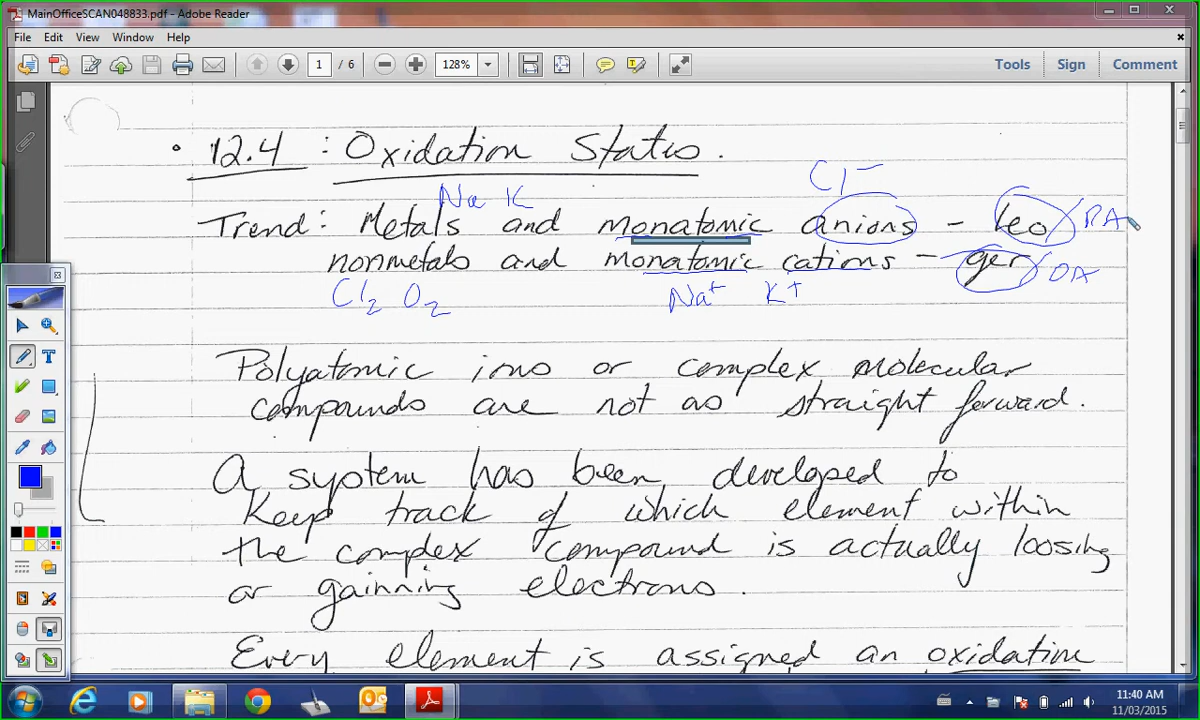 MainOfficeSCAN048833.pdf - Adobe Reader
File Edit View Window Help
1 / 6 128% Tools Sign Comment
• 12.4 : Oxidation States.
Cl⁻
Na K
Trend: Metals and monatomic anions - leo / RA
nonmetals and monatomic cations - ger / OA
Cl₂ O₂ Na⁺ K⁺
Polyatomic ions or complex molecular
compounds are not as straight forward.
A system has been developed to
keep track of which element within
the complex compound is actually loosing
or gainning electrons.
Every element is assigned an oxidation
11:40 AM
11/03/2015